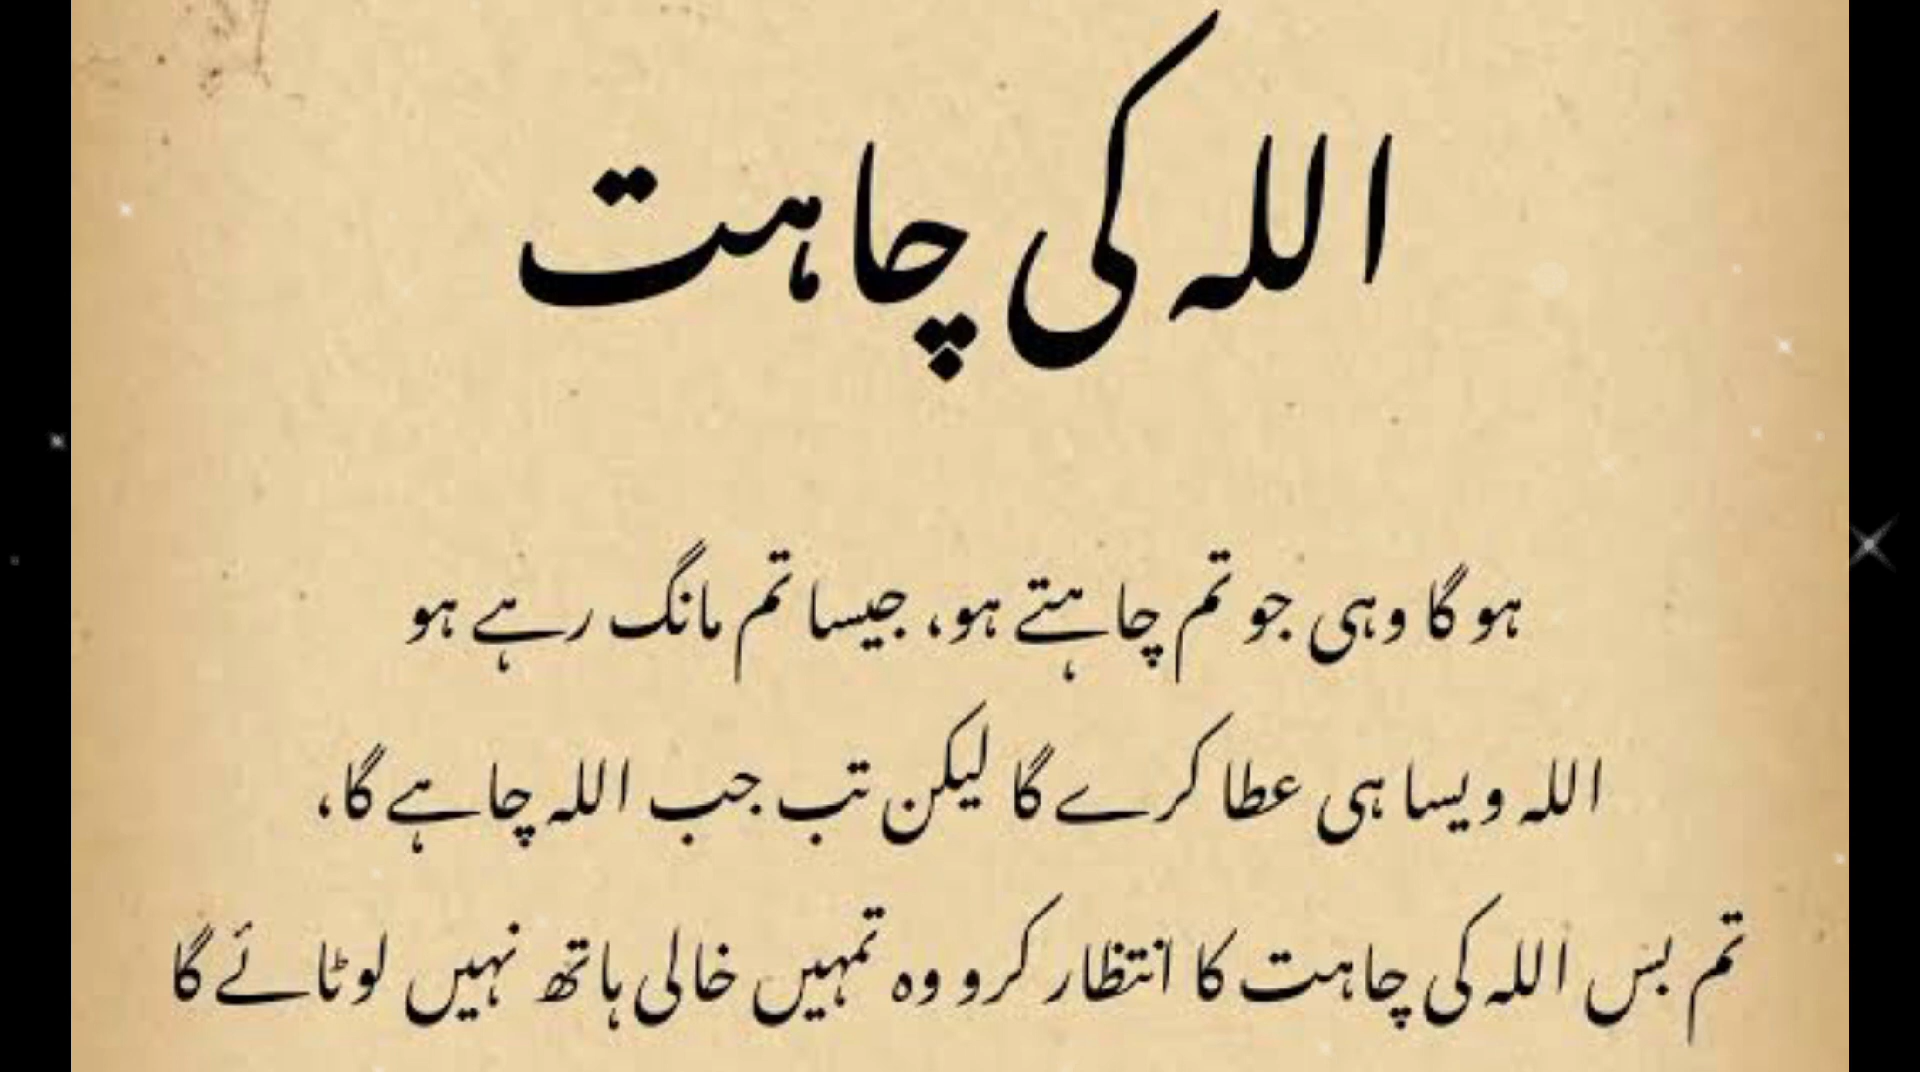 اللہ کی چاہت
ہو گا وہی جو تم چاہتے ہو، جیسا تم مانگ رہے ہو
اللہ ویسا ہی عطا کرے گا لیکن تب جب اللہ چاہے گا،
تم بس اللہ کی چاہت کا انتظار کرو وہ تمہیں خالی ہاتھ نہیں لوٹائے گا